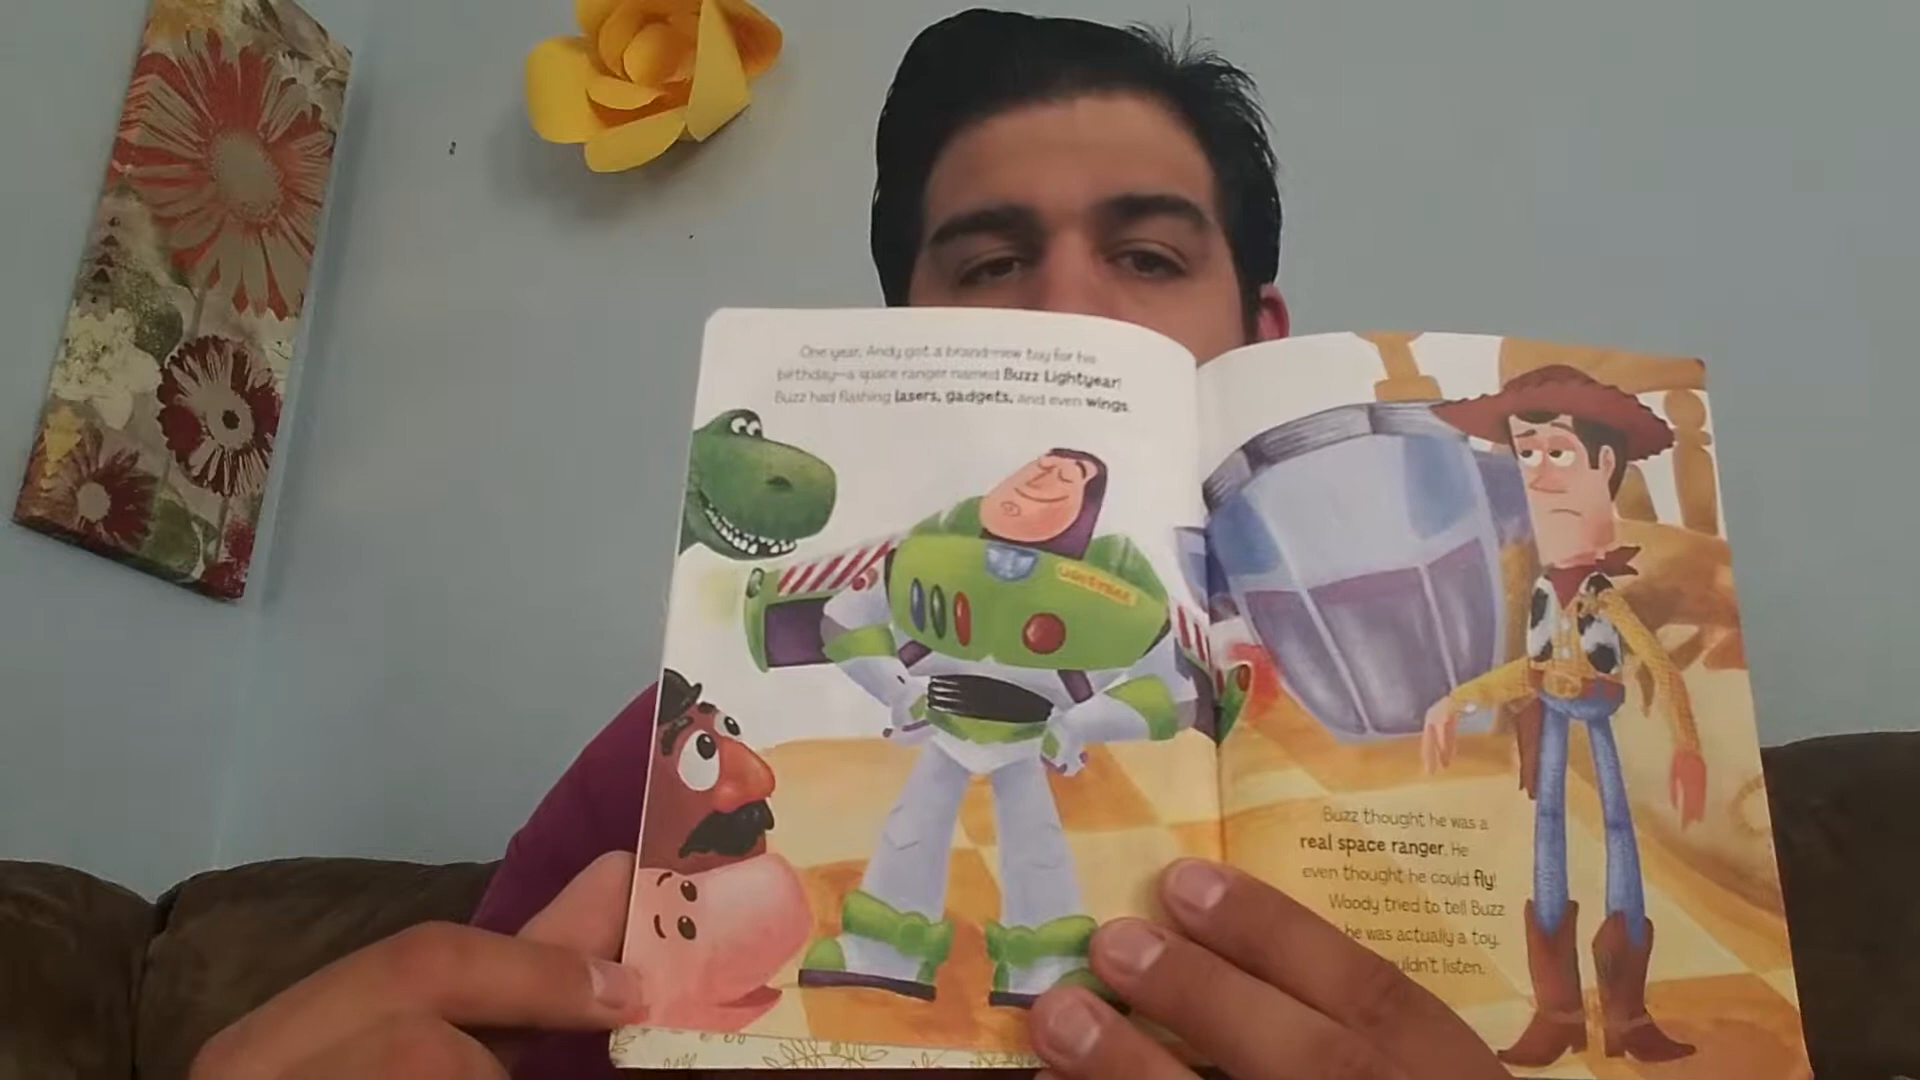 One year, Andy got a brand-new toy for his
birthday—a space ranger named Buzz Lightyear!
Buzz had flashing lasers, gadgets, and even wings.
LIGHTYEAR
Buzz thought he was a
real space ranger. He
even thought he could fly!
Woody tried to tell Buzz
he was actually a toy.
uldn't listen.